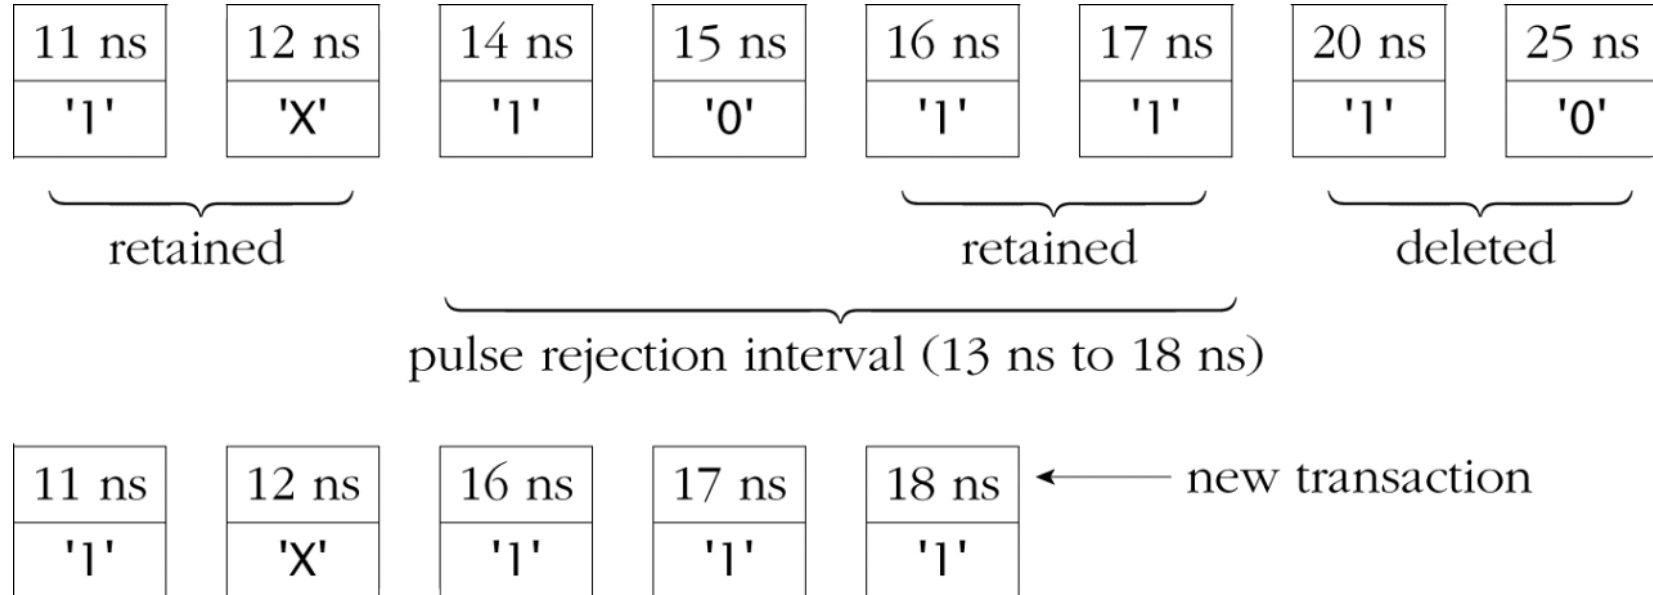 11 ns 12 ns 14 ns 15 ns 16 ns 17 ns 20 ns 25 ns
'1' 'X' '1' '0' '1' '1' '1' '0'
retained retained deleted
pulse rejection interval (13 ns to 18 ns)
11 ns 12 ns 16 ns 17 ns 18 ns new transaction
'1' 'X' '1' '1' '1'